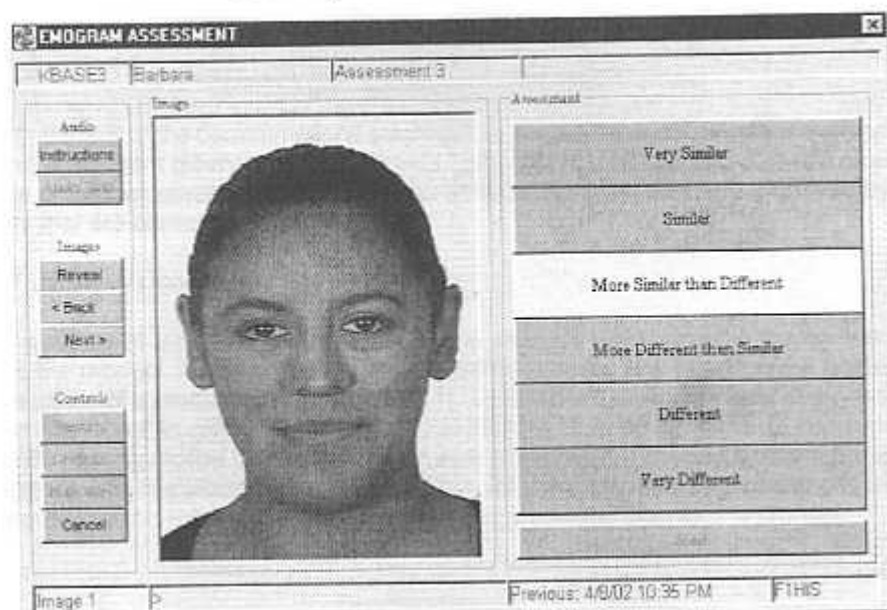 EMOGRAM ASSESSMENT
KBASE3 Barbara Assessment 3
Audio
Instructions
Images
Reveal
< Back
Next >
Controls
Cancel
Image
Assessment
Very Similar
Similar
More Similar than Different
More Different than Similar
Different
Very Different
Image 1 > Previous: 4/9/02 10:35 PM F1HIS